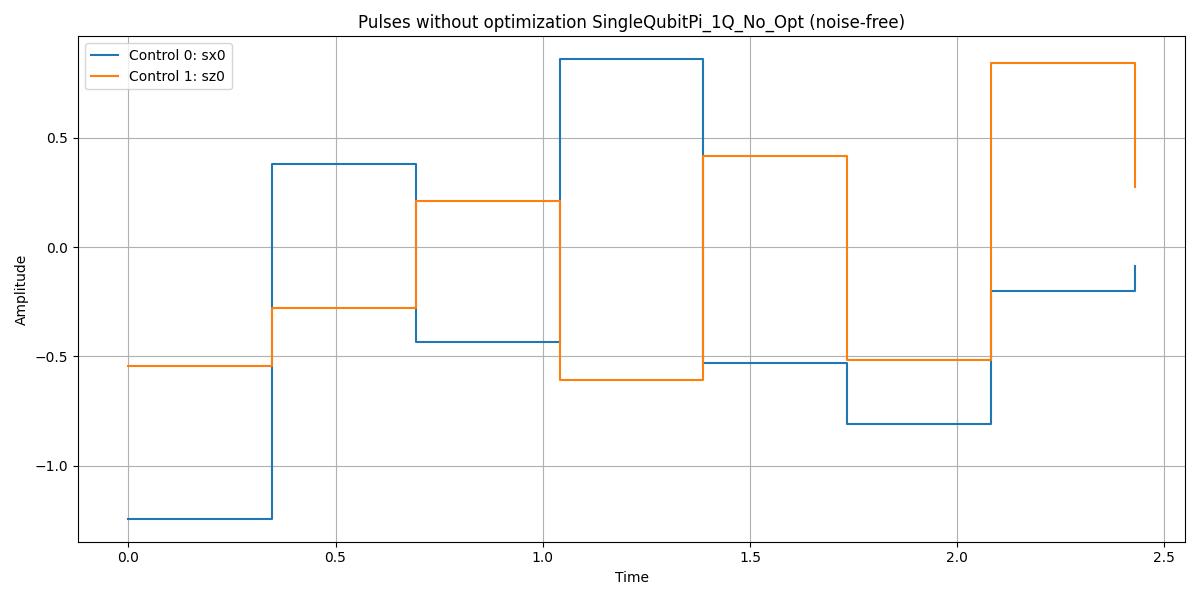 Pulses without optimization SingleQubitPi_1Q_No_Opt (noise-free)
Control 0: sx0
Control 1: sz0
Amplitude
0.5
0.0
−0.5
−1.0
0.0
0.5
1.0
1.5
2.0
2.5
Time